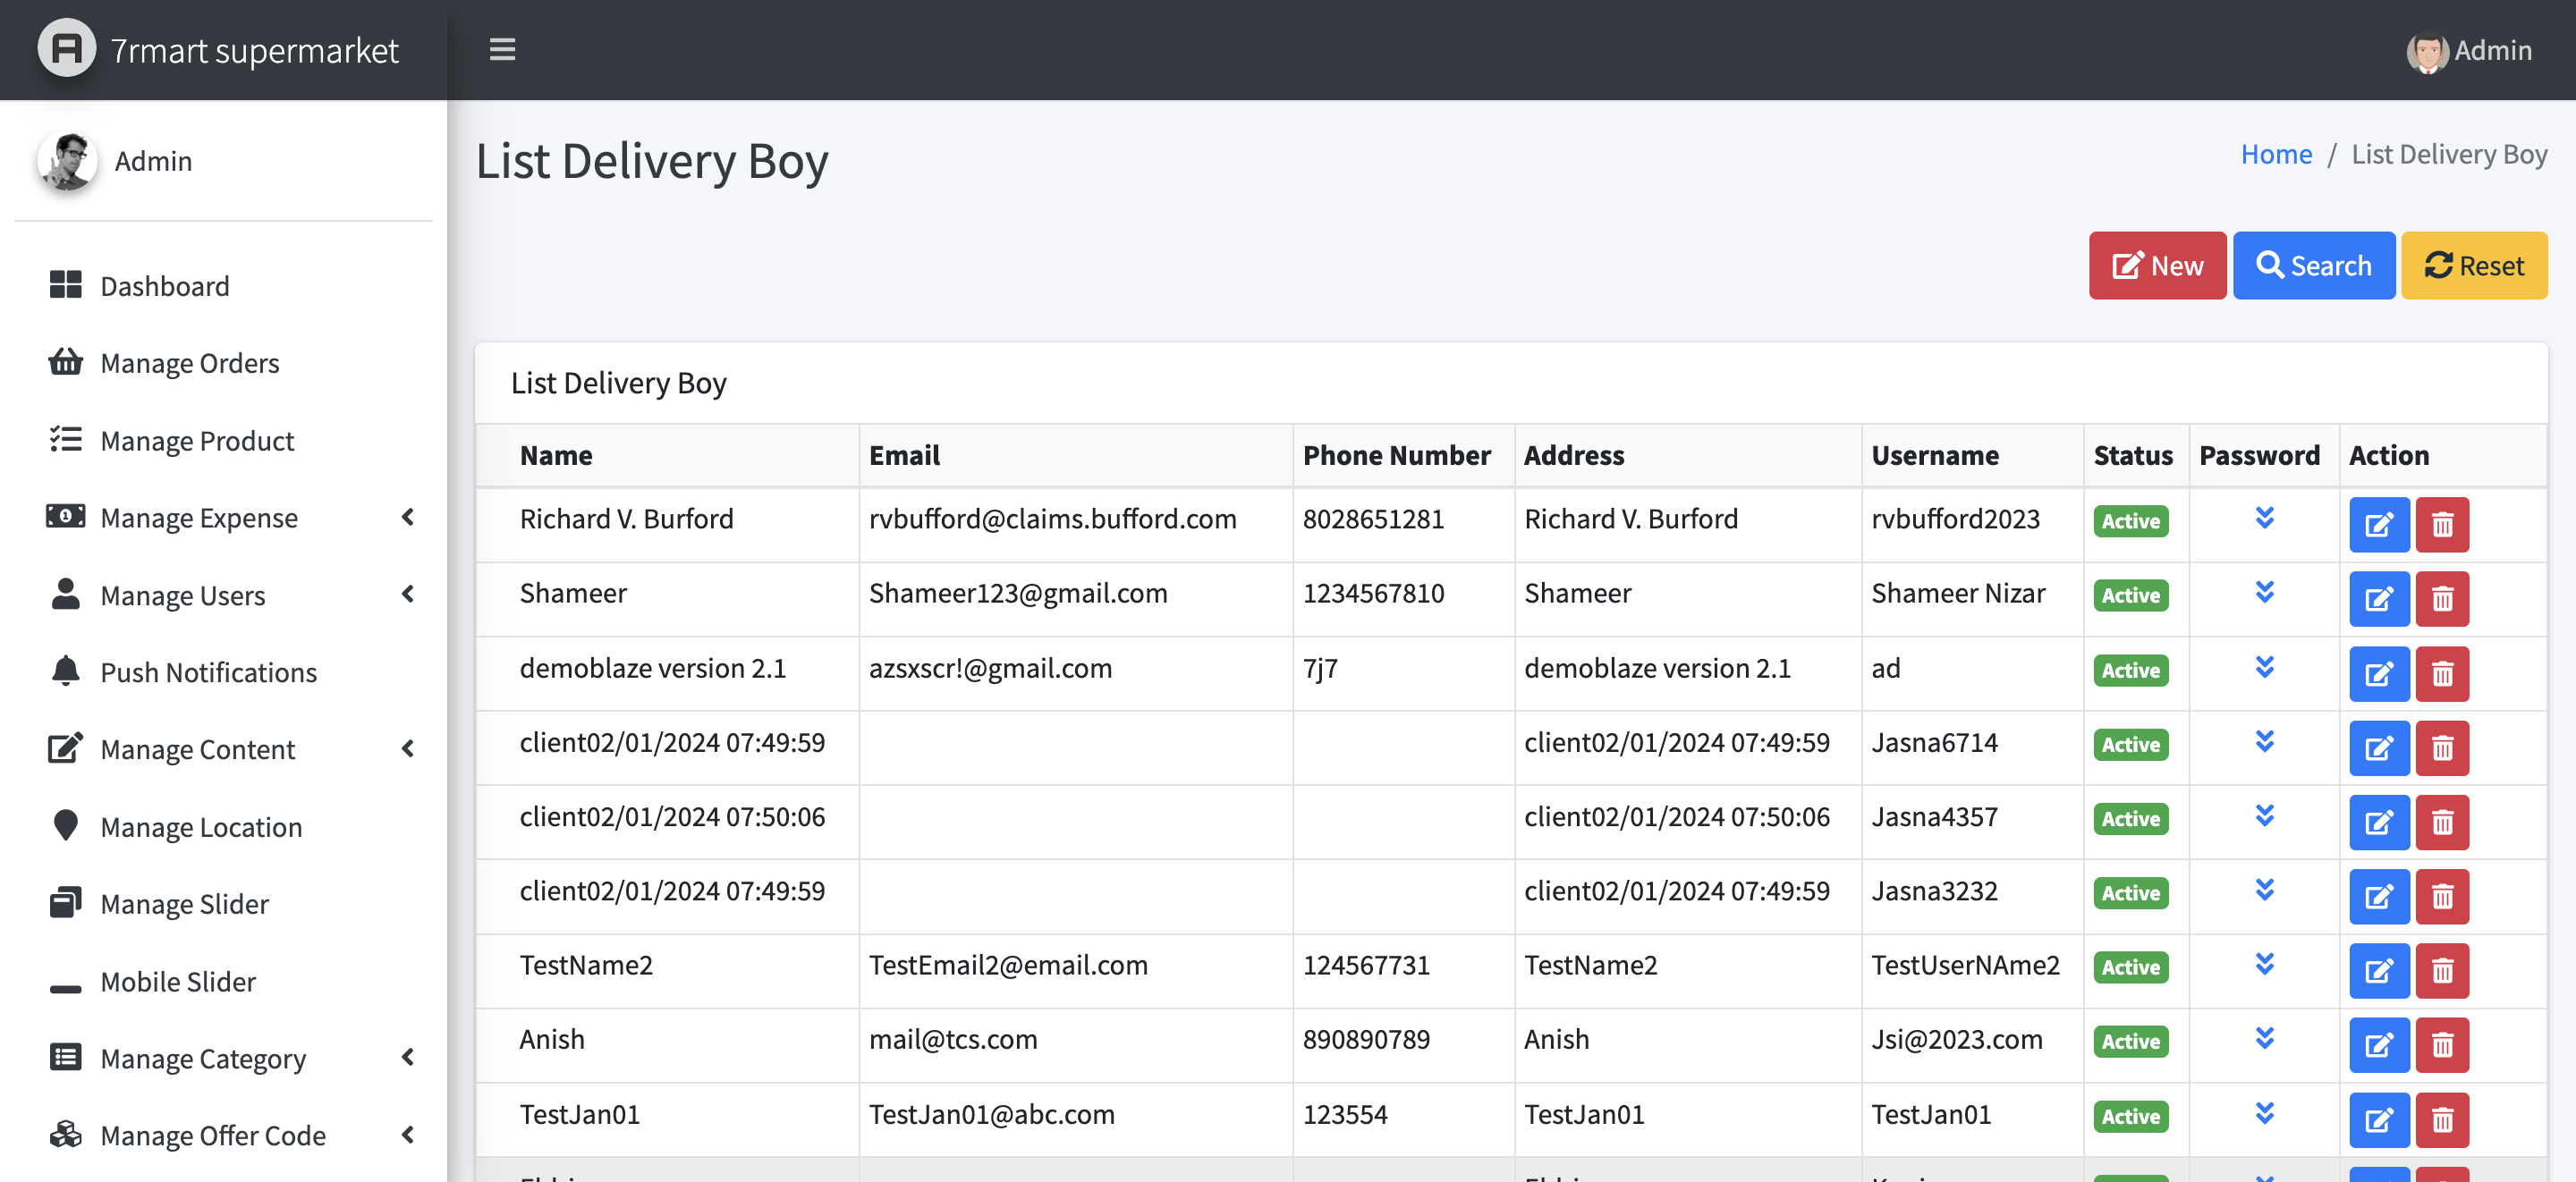 7rmart supermarket
Admin
Admin
Dashboard
Manage Orders
Manage Product
Manage Expense
Manage Users
Push Notifications
Manage Content
Manage Location
Manage Slider
Mobile Slider
Manage Category
Manage Offer Code
List Delivery Boy
Home / List Delivery Boy
New Search Reset
List Delivery Boy
Name Email Phone Number Address Username Status Password Action
Richard V. Burford rvbufford@claims.bufford.com 8028651281 Richard V. Burford rvbufford2023 Active
Shameer Shameer123@gmail.com 1234567810 Shameer Shameer Nizar Active
demoblaze version 2.1 azsxscr!@gmail.com 7j7 demoblaze version 2.1 ad Active
client02/01/2024 07:49:59 client02/01/2024 07:49:59 Jasna6714 Active
client02/01/2024 07:50:06 client02/01/2024 07:50:06 Jasna4357 Active
client02/01/2024 07:49:59 client02/01/2024 07:49:59 Jasna3232 Active
TestName2 TestEmail2@email.com 124567731 TestName2 TestUserNAme2 Active
Anish mail@tcs.com 890890789 Anish Jsi@2023.com Active
TestJan01 TestJan01@abc.com 123554 TestJan01 TestJan01 Active